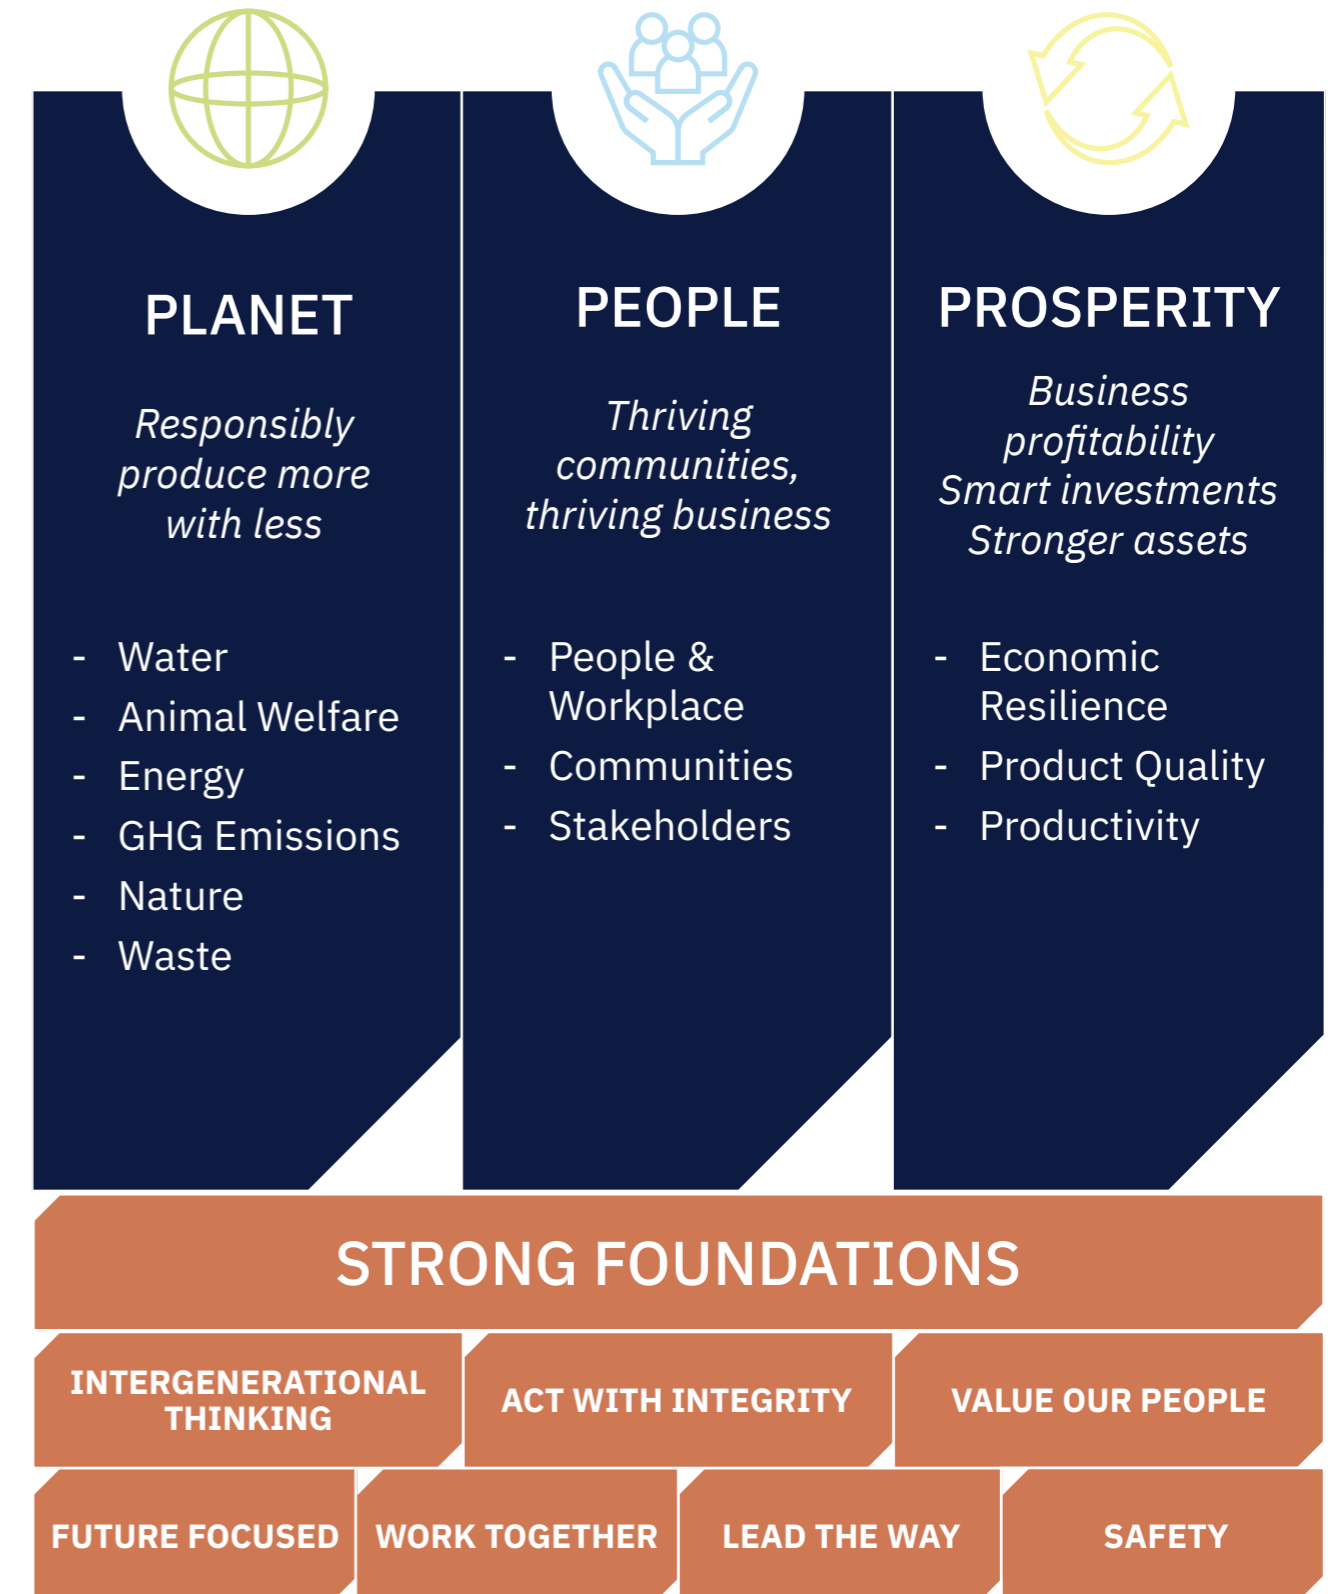 PLANET
Responsibly
produce more
with less
- Water
- Animal Welfare
- Energy
- GHG Emissions
- Nature
- Waste
PEOPLE
Thriving
communities,
thriving business
- People &
Workplace
- Communities
- Stakeholders
PROSPERITY
Business
profitability
Smart investments
Stronger assets
- Economic
Resilience
- Product Quality
- Productivity
STRONG FOUNDATIONS
INTERGENERATIONAL
THINKING
ACT WITH INTEGRITY
VALUE OUR PEOPLE
FUTURE FOCUSED
WORK TOGETHER
LEAD THE WAY
SAFETY